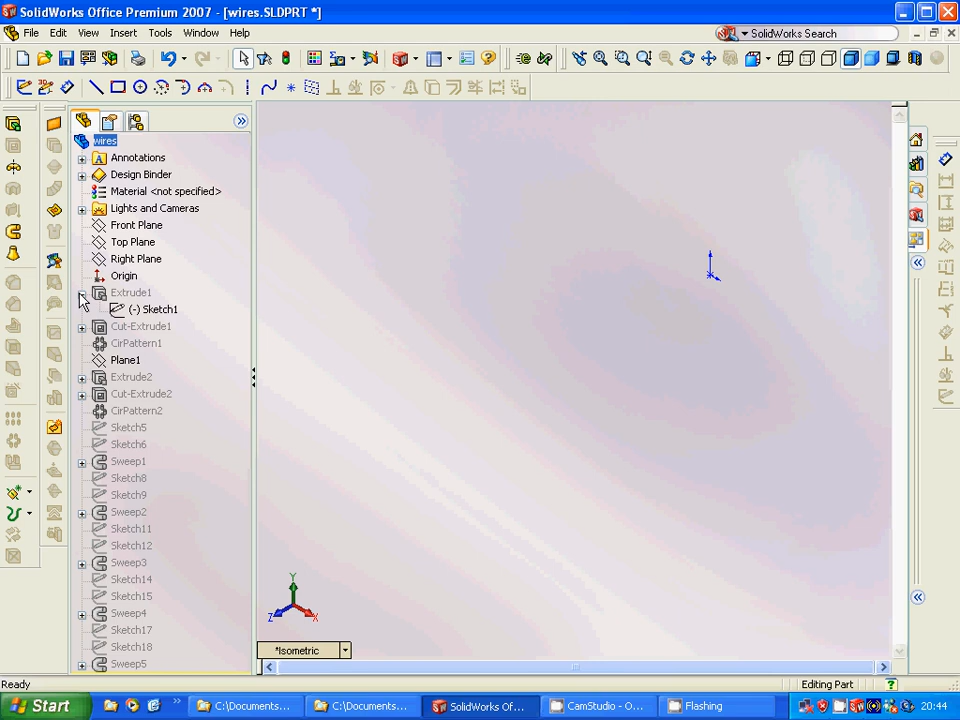 SolidWorks Office Premium 2007 - [wires.SLDPRT *]
File Edit View Insert Tools Window Help SolidWorks Search
wires
Annotations
Design Binder
Material <not specified>
Lights and Cameras
Front Plane
Top Plane
Right Plane
Origin
Extrude1
(-) Sketch1
Cut-Extrude1
CirPattern1
Plane1
Extrude2
Cut-Extrude2
CirPattern2
Sketch5
Sketch6
Sweep1
Sketch8
Sketch9
Sweep2
Sketch11
Sketch12
Sweep3
Sketch14
Sketch15
Sweep4
Sketch17
Sketch18
Sweep5
Y
Z X
*Isometric
Ready Editing Part
Start C:\Documents... C:\Documents... SolidWorks Of... CamStudio - O... Flashing 20:44